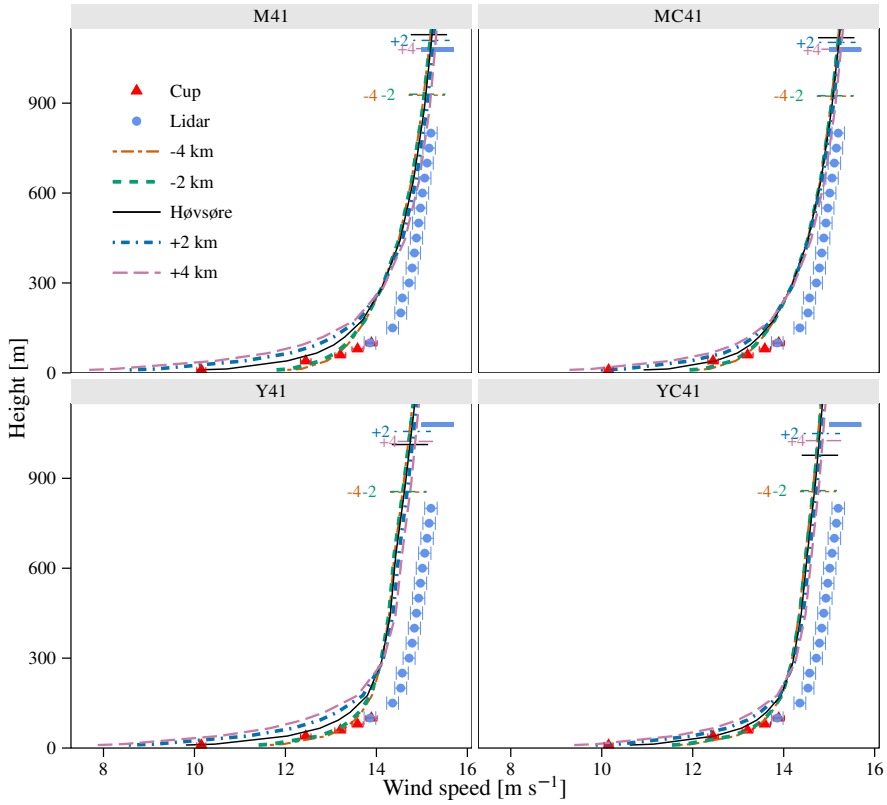 M41
MC41
+2
+4
-4 -2
+2
+4
-4 -2
Cup
Lidar
-4 km
-2 km
Høvsøre
+2 km
+4 km
900
600
300
0
Y41
YC41
+2
+4
-4 -2
+2
+4
-4 -2
900
600
300
0
Height [m]
8
10
12
14
16
8
10
12
14
16
Wind speed [m s−1]